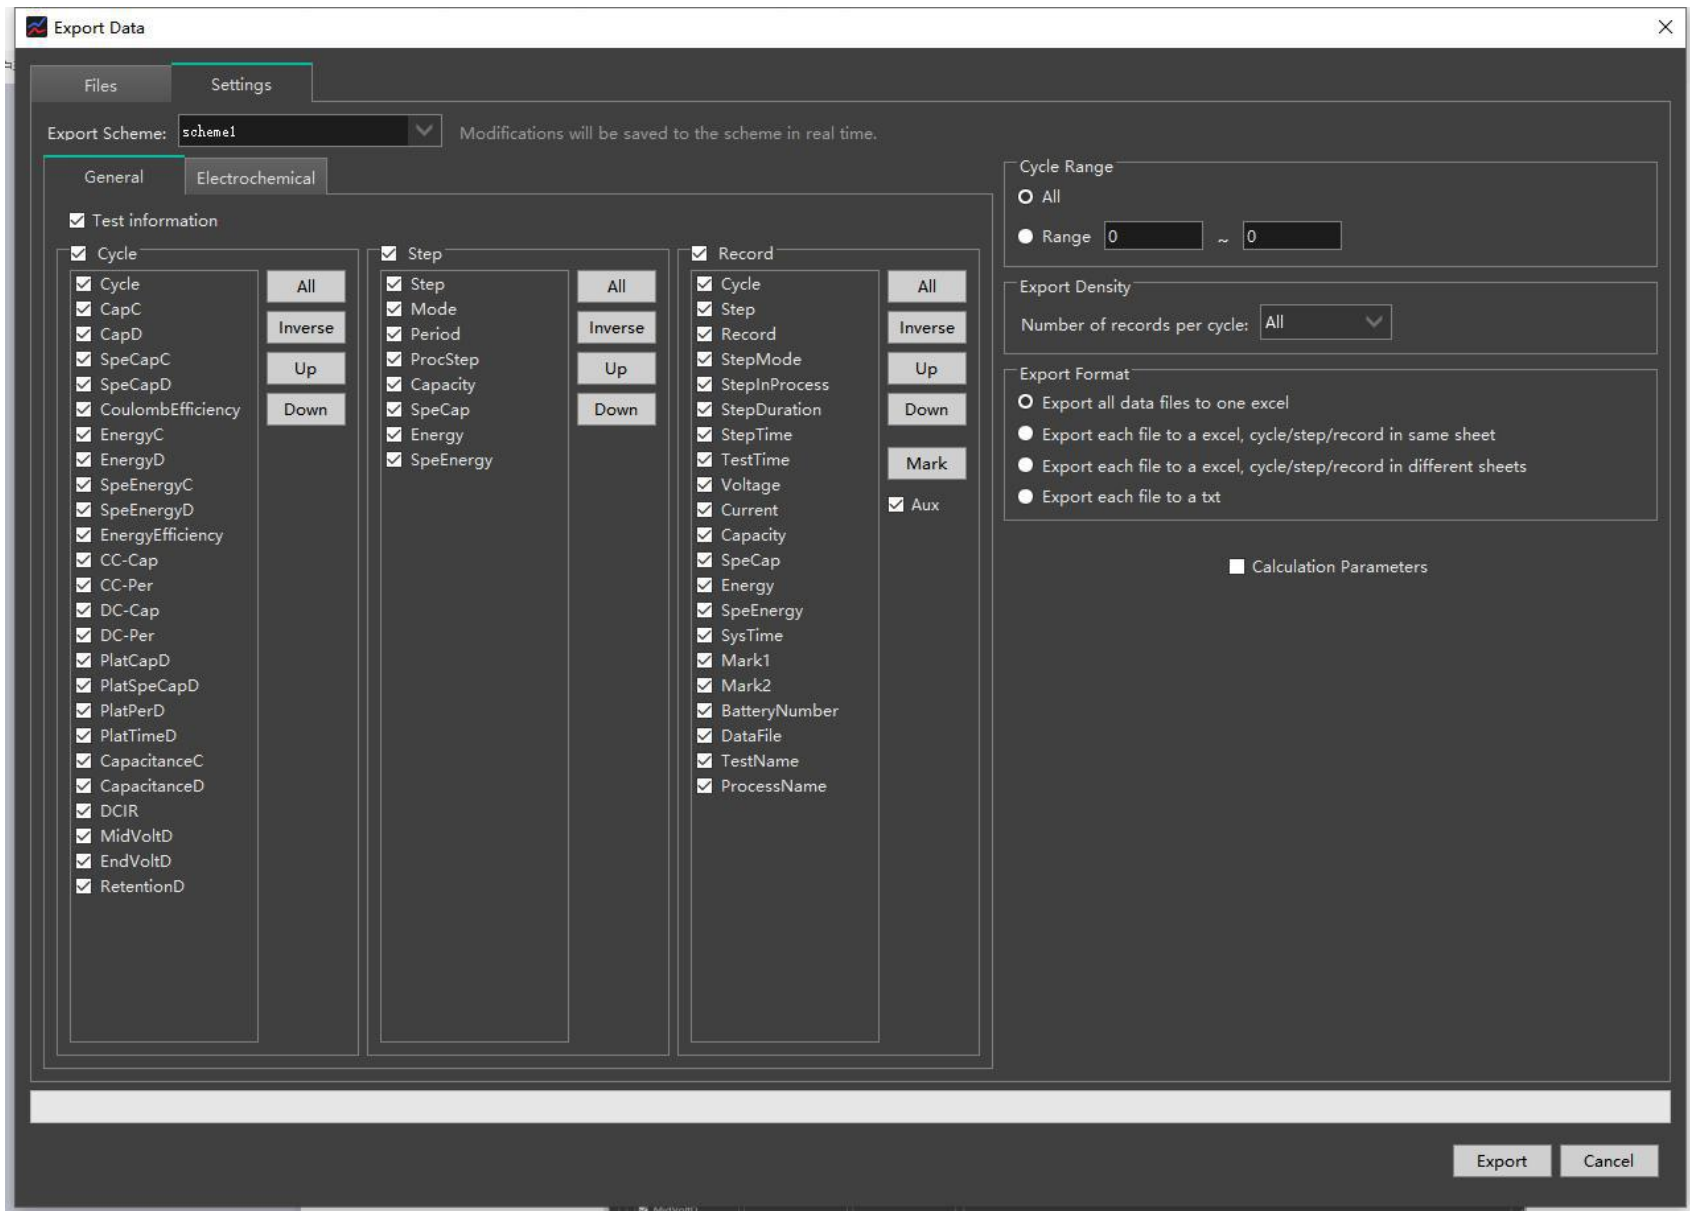 Export Data
Files
Settings
Export Scheme:
scheme1
Modifications will be saved to the scheme in real time.
General
Electrochemical
Test information
Cycle
Cycle
CapC
CapD
SpeCapC
SpeCapD
CoulombEfficiency
EnergyC
EnergyD
SpeEnergyC
SpeEnergyD
EnergyEfficiency
CC-Cap
CC-Per
DC-Cap
DC-Per
PlatCapD
PlatSpeCapD
PlatPerD
PlatTimeD
CapacitanceC
CapacitanceD
DCIR
MidVoltD
EndVoltD
RetentionD
All
Inverse
Up
Down
Step
Step
Mode
Period
ProcStep
Capacity
SpeCap
Energy
SpeEnergy
All
Inverse
Up
Down
Record
Cycle
Step
Record
StepMode
StepInProcess
StepDuration
StepTime
TestTime
Voltage
Current
Capacity
SpeCap
Energy
SpeEnergy
SysTime
Mark1
Mark2
BatteryNumber
DataFile
TestName
ProcessName
All
Inverse
Up
Down
Mark
Aux
Cycle Range
All
Range 0 ~ 0
Export Density
Number of records per cycle: All
Export Format
Export all data files to one excel
Export each file to a excel, cycle/step/record in same sheet
Export each file to a excel, cycle/step/record in different sheets
Export each file to a txt
Calculation Parameters
Export
Cancel